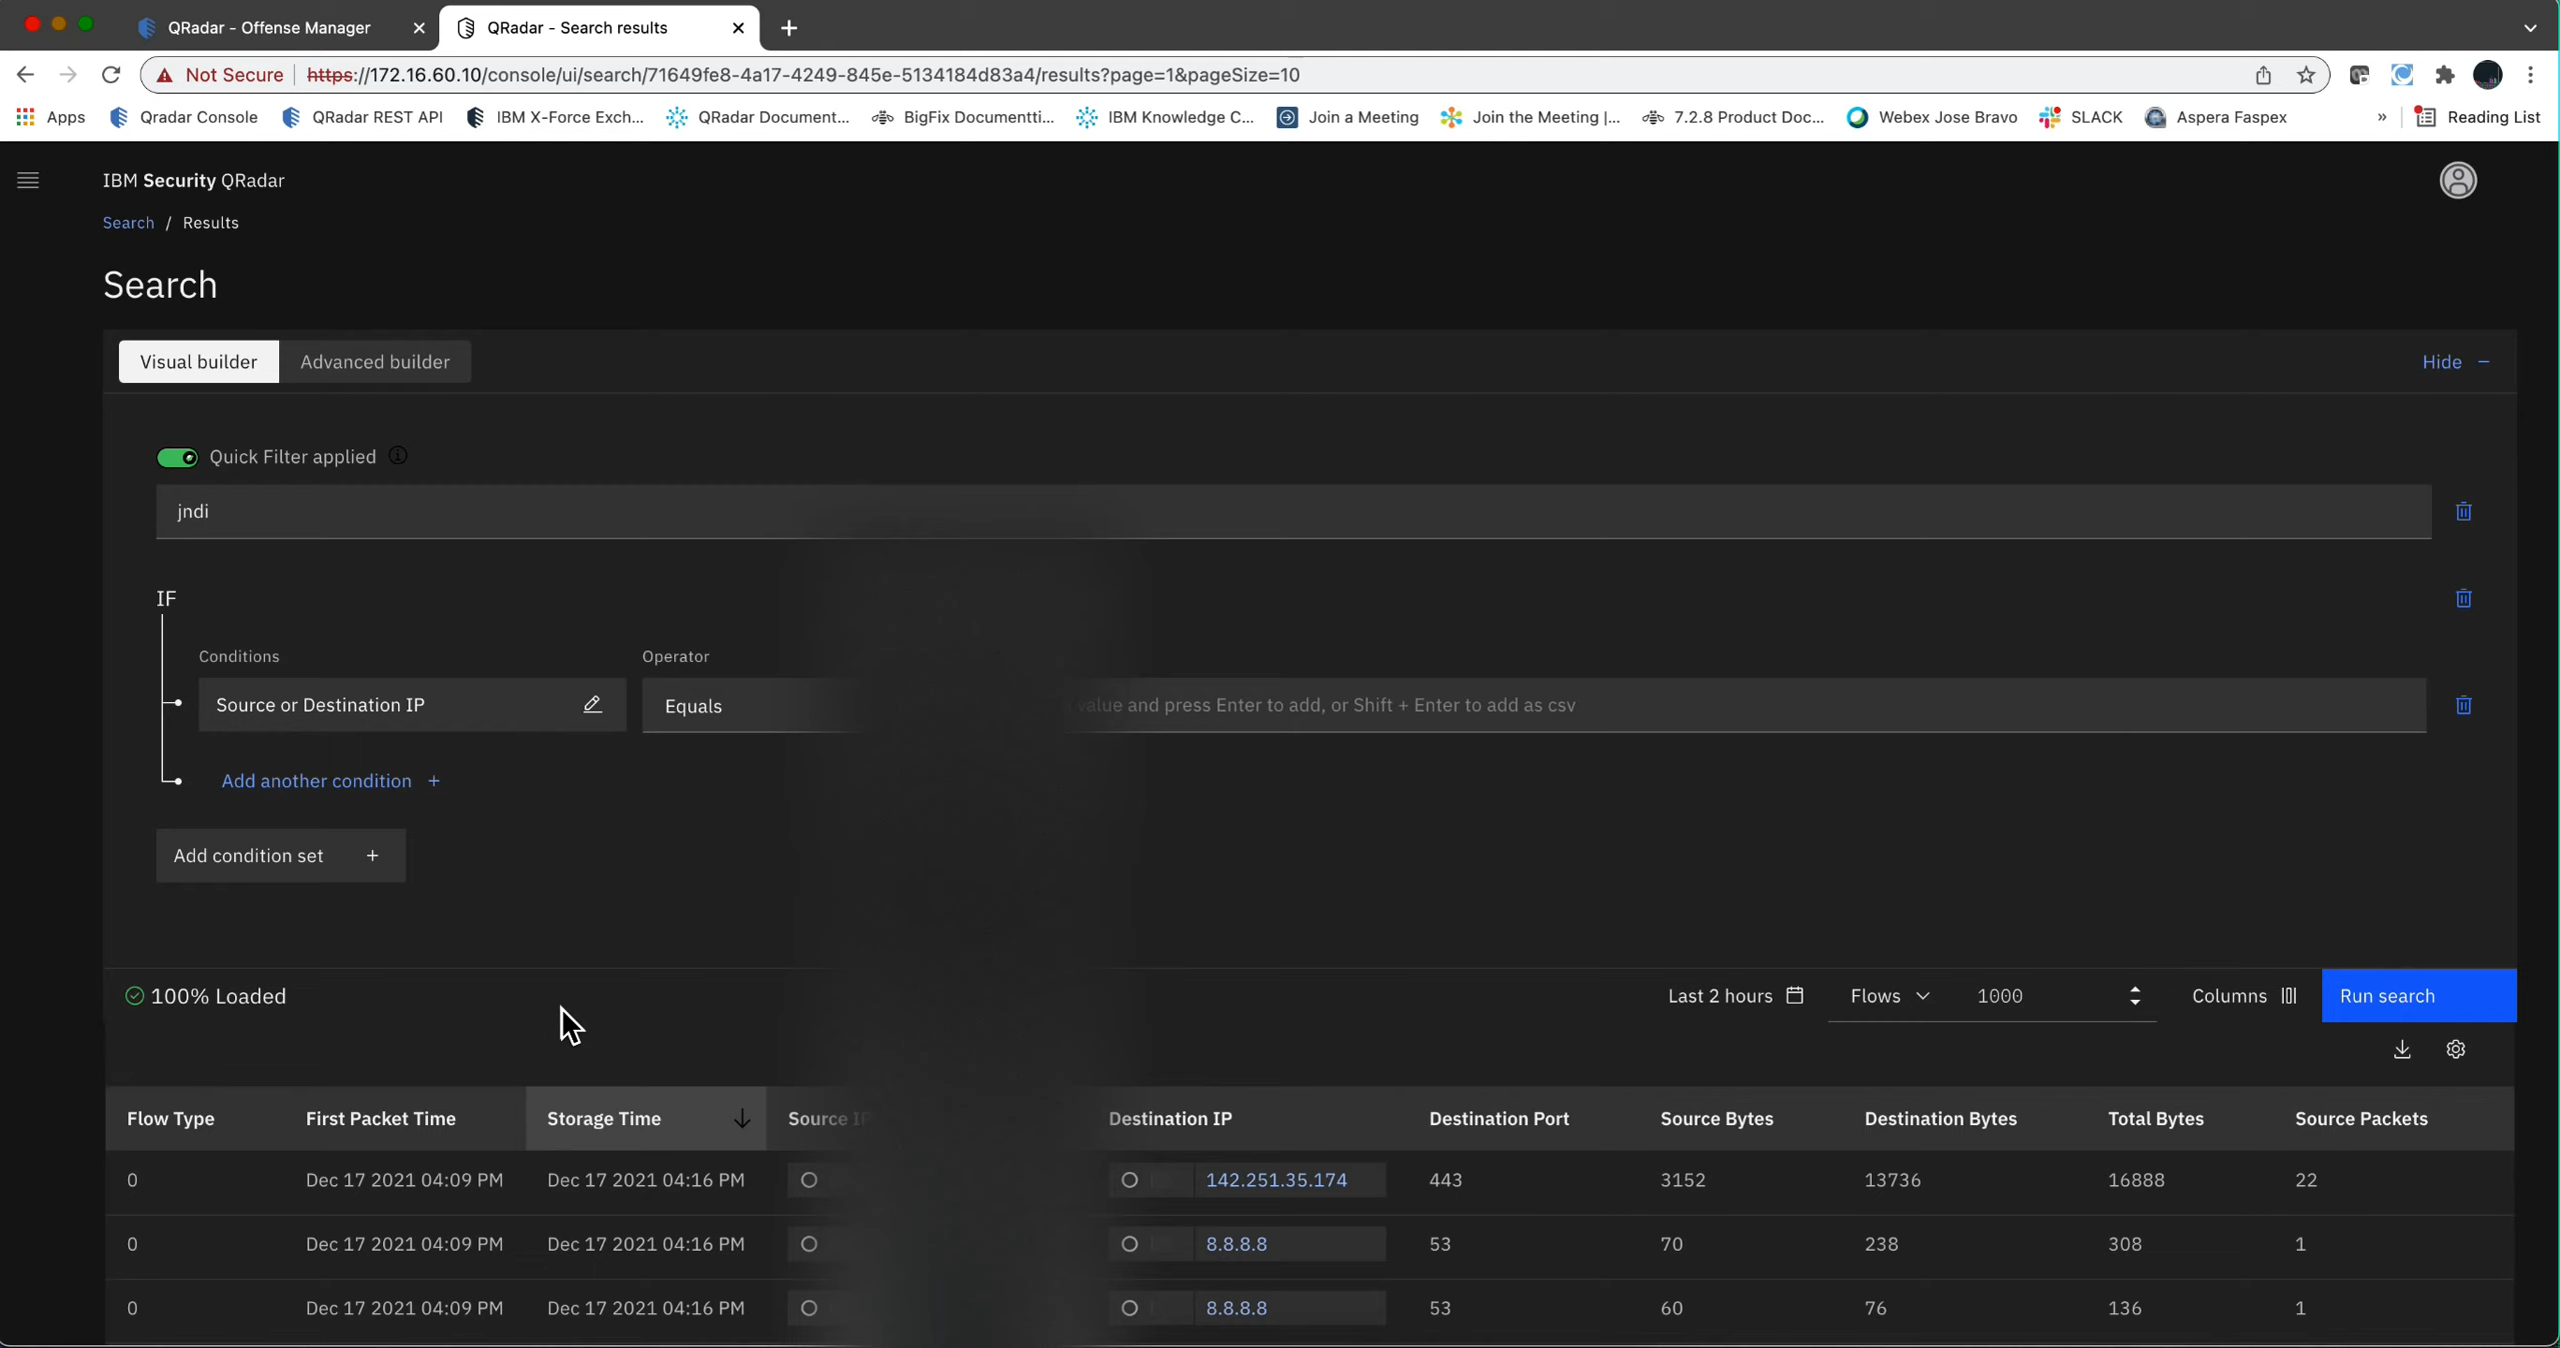 QRadar - Offense Manager
QRadar - Search results
Not Secure https://172.16.60.10/console/ui/search/71649fe8-4a17-4249-845e-5134184d83a4/results?page=1&pageSize=10
Apps Qradar Console QRadar REST API IBM X-Force Exch... QRadar Document... BigFix Documentti... IBM Knowledge C... Join a Meeting Join the Meeting |... 7.2.8 Product Doc... Webex Jose Bravo SLACK Aspera Faspex » Reading List
IBM Security QRadar
Search / Results
Search
Visual builder Advanced builder Hide
Quick Filter applied
jndi
IF
Conditions Operator
Source or Destination IP Equals value and press Enter to add, or Shift + Enter to add as csv
Add another condition +
Add condition set +
100% Loaded Last 2 hours Flows 1000 Columns Run search
Flow Type First Packet Time Storage Time Source Destination IP Destination Port Source Bytes Destination Bytes Total Bytes Source Packets
0 Dec 17 2021 04:09 PM Dec 17 2021 04:16 PM 142.251.35.174 443 3152 13736 16888 22
0 Dec 17 2021 04:09 PM Dec 17 2021 04:16 PM 8.8.8.8 53 70 238 308 1
0 Dec 17 2021 04:09 PM Dec 17 2021 04:16 PM 8.8.8.8 53 60 76 136 1